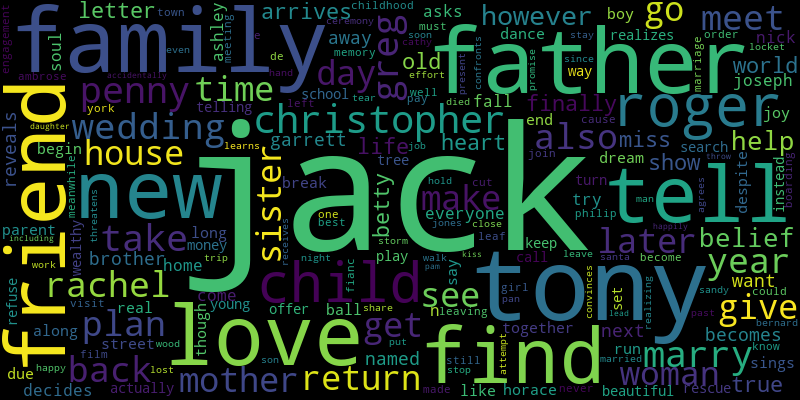 jack
family
father
friend
love
tony
tell
find
new
child
roger
christopher
greg
penny
time
day
wedding
house
sister
make
take
also
go
meet
however
letter
arrives
asks
boy
realizes
nick
town
childhood
ceremony
engagement
soul
ashley
meeting
de
away
memory
cathy
soon
old
dance
confronts
promise
since
way
stay
marriage
order
locket
world
joseph
joy
ambrose
accidentally
hand
effort
present
must
well
pay
died
fall
finally
cause
left
tear
school
york
telling
daughter
reveals
begin
meanwhile
learns
garrett
life
heart
end
join
miss
search
help
throw
boarding
instead
despite
show
dream
tree
job
break
betty
hold
cut
turn
try
philip
man
agrees
happily
later
belief
year
everyone
jones
close
keep
leaf
storm
best
one
receives
money
long
brother
wealthy
threatens
parent
including
work
home
trip
rachel
come
night
play
fiancé
walk
pam
kiss
say
see
call
leave
santa
become
girl
pan
convinces
set
lead
realizing
want
give
could
past
sandy
bernard
refuse
visit
real
young
though
offer
ball
share
get
leaving
together
next
becomes
marry
run
know
sings
along
plan
street
wood
film
happy
due
back
lost
son
mother
return
put
named
still
stop
attempt
made
like
horace
never
married
woman
beautiful
rescue
true
decides
actually